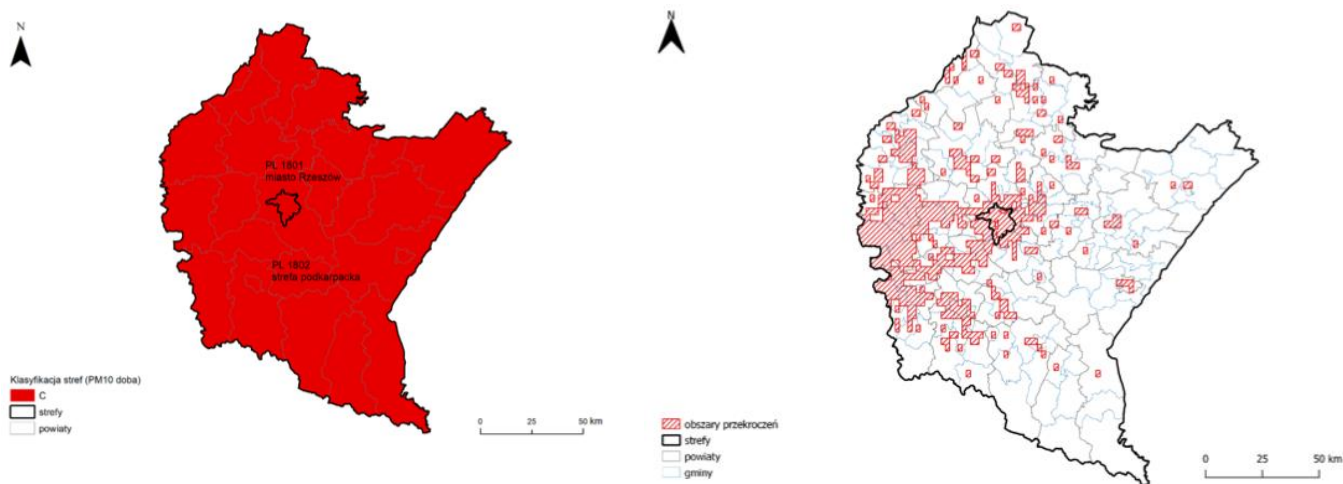 N
PL 1801
miasto Rzeszów
PL 1802
strefa podkarpacka
Klasyfikacja stref (PM10 doba)
C
strefy
powiaty
0 25 50 km
N
obszary przekroczeń
strefy
powiaty
gminy
0 25 50 km